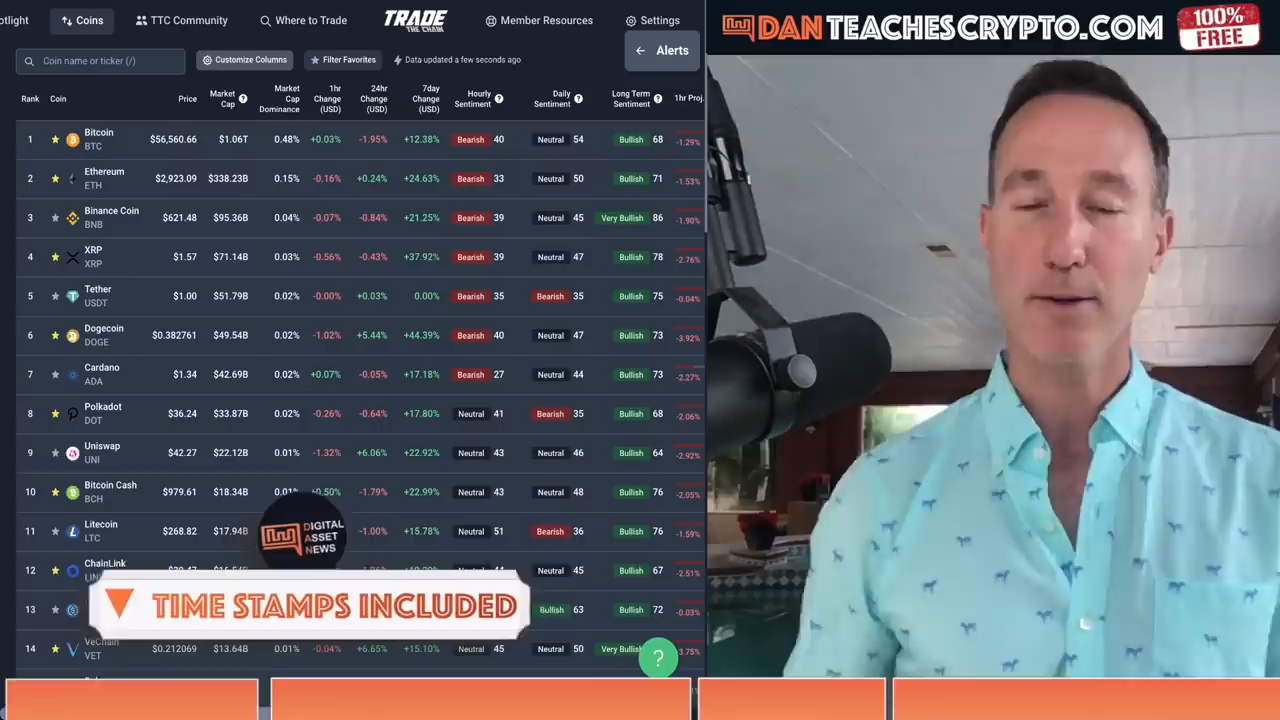 otlight
Coins
TTC Community
Where to Trade
TRADE
THE CHAIN
Member Resources
Settings
DANTEACHESCRYPTO.COM
100%
FREE
Coin name or ticker (/)
Customize Columns
Filter Favorites
Data updated a few seconds ago
← Alerts
Rank Coin Price Market Cap ? Market Cap Dominance 1hr Change (USD) 24hr Change (USD) 7day Change (USD) Hourly Sentiment ? Daily Sentiment ? Long Term Sentiment ? 1hr Proj.
1 Bitcoin BTC $56,560.66 $1.06T 0.48% +0.03% -1.95% +12.38% Bearish 40 Neutral 54 Bullish 68 -1.29%
2 Ethereum ETH $2,923.09 $338.23B 0.15% -0.16% +0.24% +24.63% Bearish 33 Neutral 50 Bullish 71 -1.53%
3 Binance Coin BNB $621.48 $95.36B 0.04% -0.07% -0.84% +21.25% Bearish 39 Neutral 45 Very Bullish 86 -1.90%
4 XRP XRP $1.57 $71.14B 0.03% -0.56% -0.43% +37.92% Bearish 39 Neutral 47 Bullish 78 -2.76%
5 Tether USDT $1.00 $51.79B 0.02% -0.00% +0.03% 0.00% Bearish 35 Bearish 35 Bullish 75 -0.04%
6 Dogecoin DOGE $0.382761 $49.54B 0.02% -1.02% +5.44% +44.39% Bearish 40 Neutral 47 Bullish 73 -3.92%
7 Cardano ADA $1.34 $42.69B 0.02% +0.07% -0.05% +17.18% Bearish 27 Neutral 44 Bullish 73 -2.27%
8 Polkadot DOT $36.24 $33.87B 0.02% -0.26% -0.64% +17.80% Neutral 41 Bearish 35 Bullish 68 -2.06%
9 Uniswap UNI $42.27 $22.12B 0.01% -1.32% +6.06% +22.92% Neutral 43 Neutral 46 Bullish 64 -2.92%
10 Bitcoin Cash BCH $979.61 $18.34B 0.01% +0.50% -1.79% +22.99% Neutral 43 Neutral 48 Bullish 76 -2.05%
11 Litecoin LTC $268.82 $17.94B -1.00% +15.78% Neutral 51 Bearish 36 Bullish 76 -1.59%
DIGITAL
ASSET
NEWS
12 ChainLink Neutral 45 Bullish 67 -2.51%
TIME STAMPS INCLUDED
13 Bullish 63 Bullish 72 -0.03%
14 VeChain VET $0.212069 $13.64B 0.01% -0.04% +6.65% +15.10% Neutral 45 Neutral 50 Very 3.75%
?